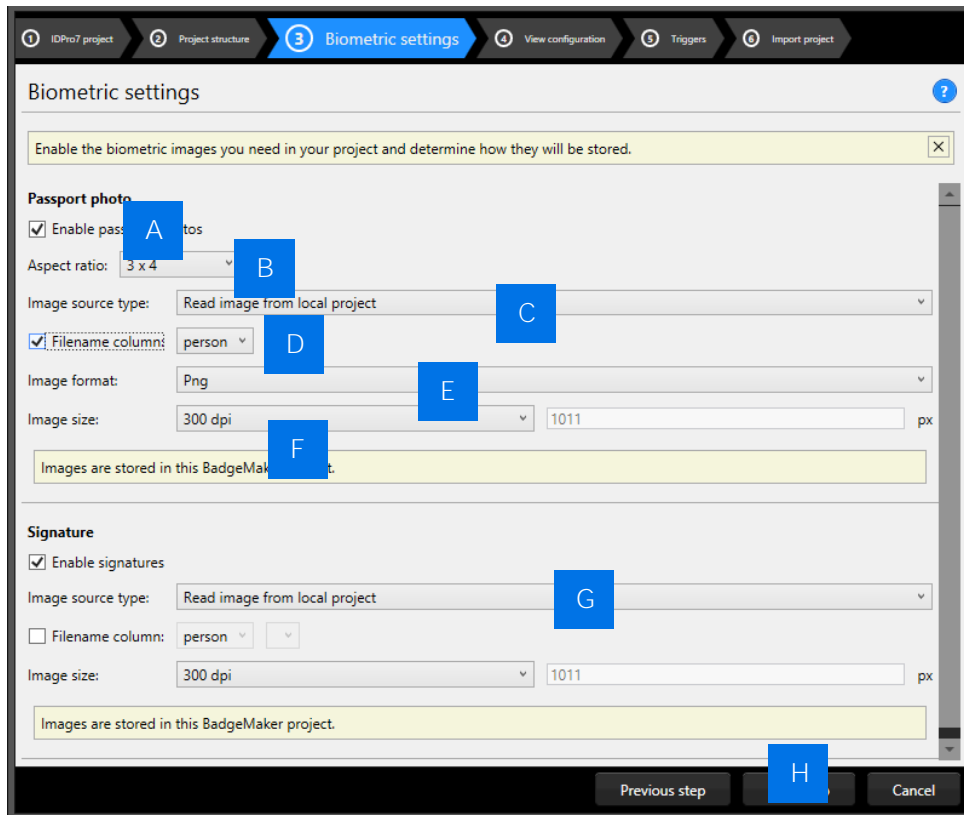 1 IDPro7 project 2 Project structure 3 Biometric settings 4 View configuration 5 Triggers 6 Import project
Biometric settings ?
Enable the biometric images you need in your project and determine how they will be stored.
Passport photo
Enable pass A tos
Aspect ratio: 3 x 4 B
Image source type: Read image from local project C
Filename column: person D
Image format: Png E
Image size: 300 dpi 1011 px
F
Images are stored in this BadgeMak t.
Signature
Enable signatures
Image source type: Read image from local project G
Filename column: person
Image size: 300 dpi 1011 px
Images are stored in this BadgeMaker project.
Previous step H Cancel